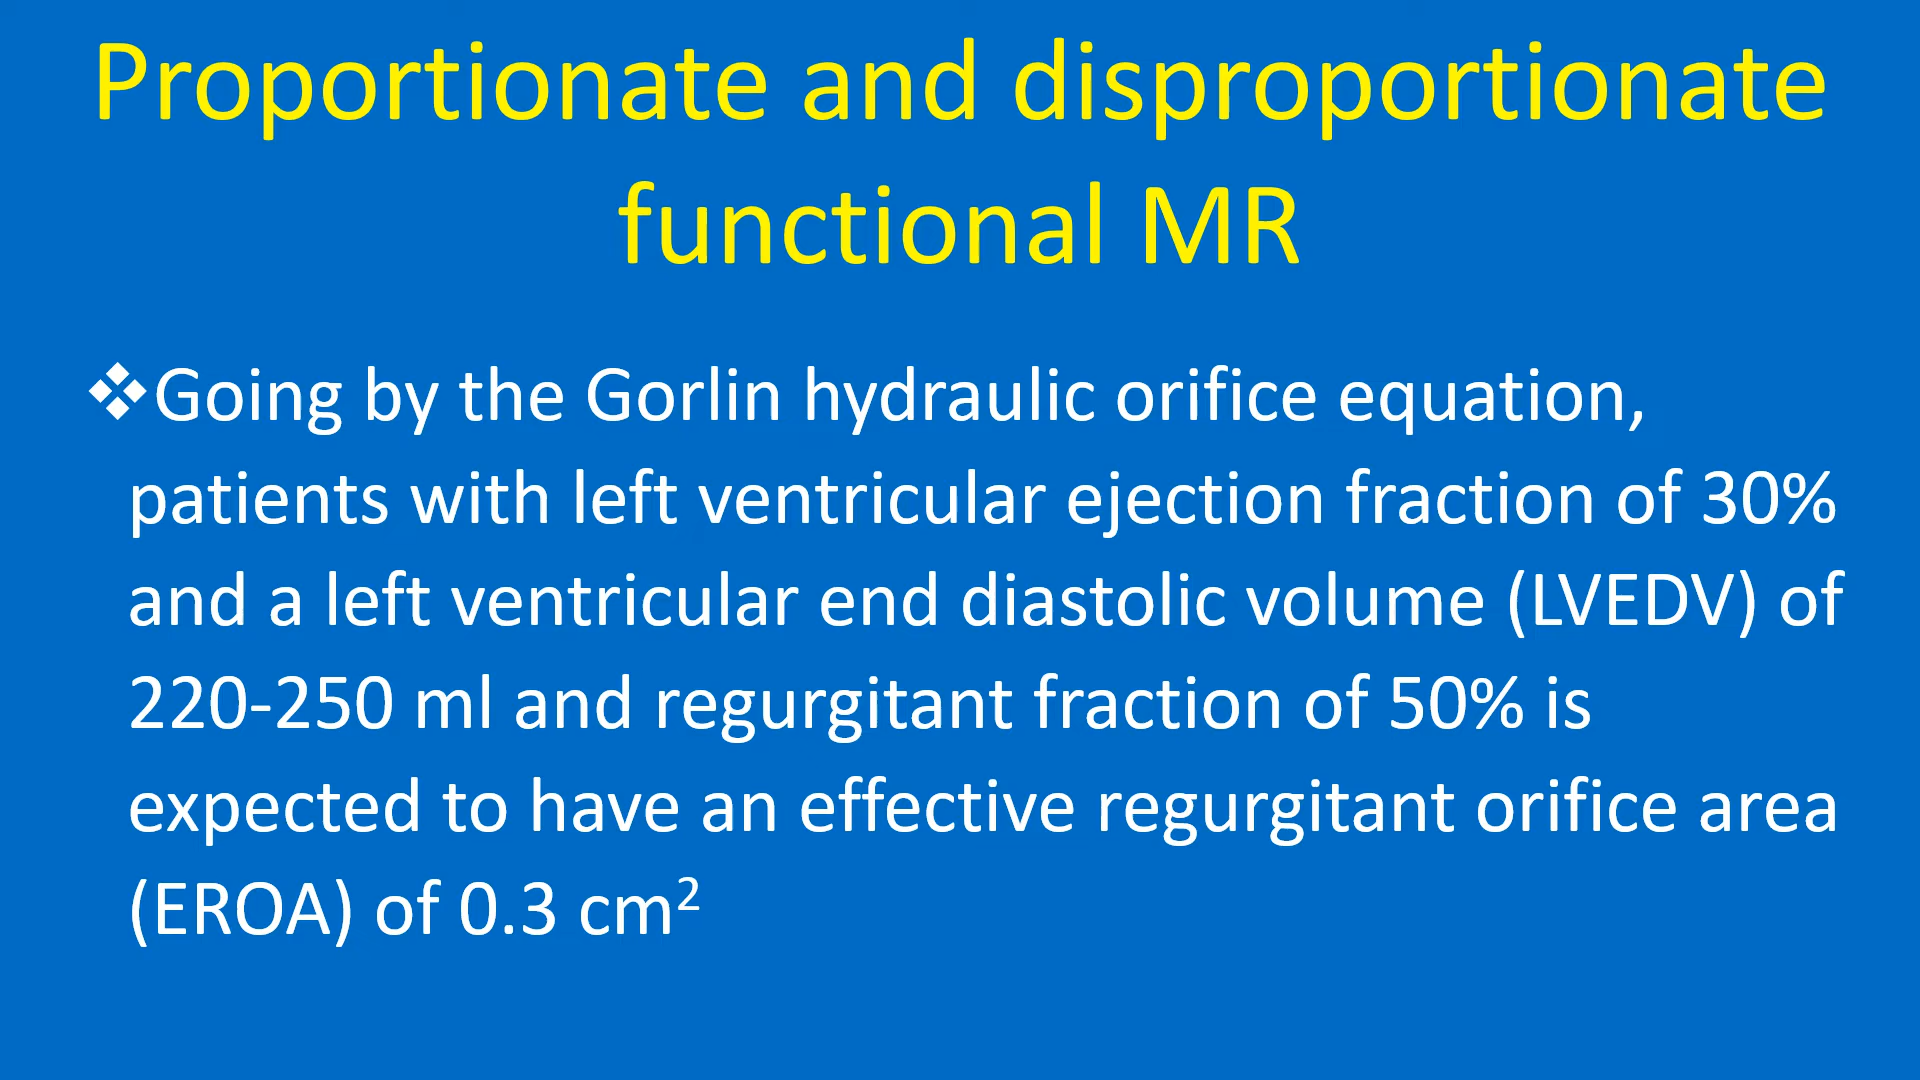 Proportionate and disproportionate
functional MR
❖Going by the Gorlin hydraulic orifice equation,
patients with left ventricular ejection fraction of 30%
and a left ventricular end diastolic volume (LVEDV) of
220-250 ml and regurgitant fraction of 50% is
expected to have an effective regurgitant orifice area
(EROA) of 0.3 cm²